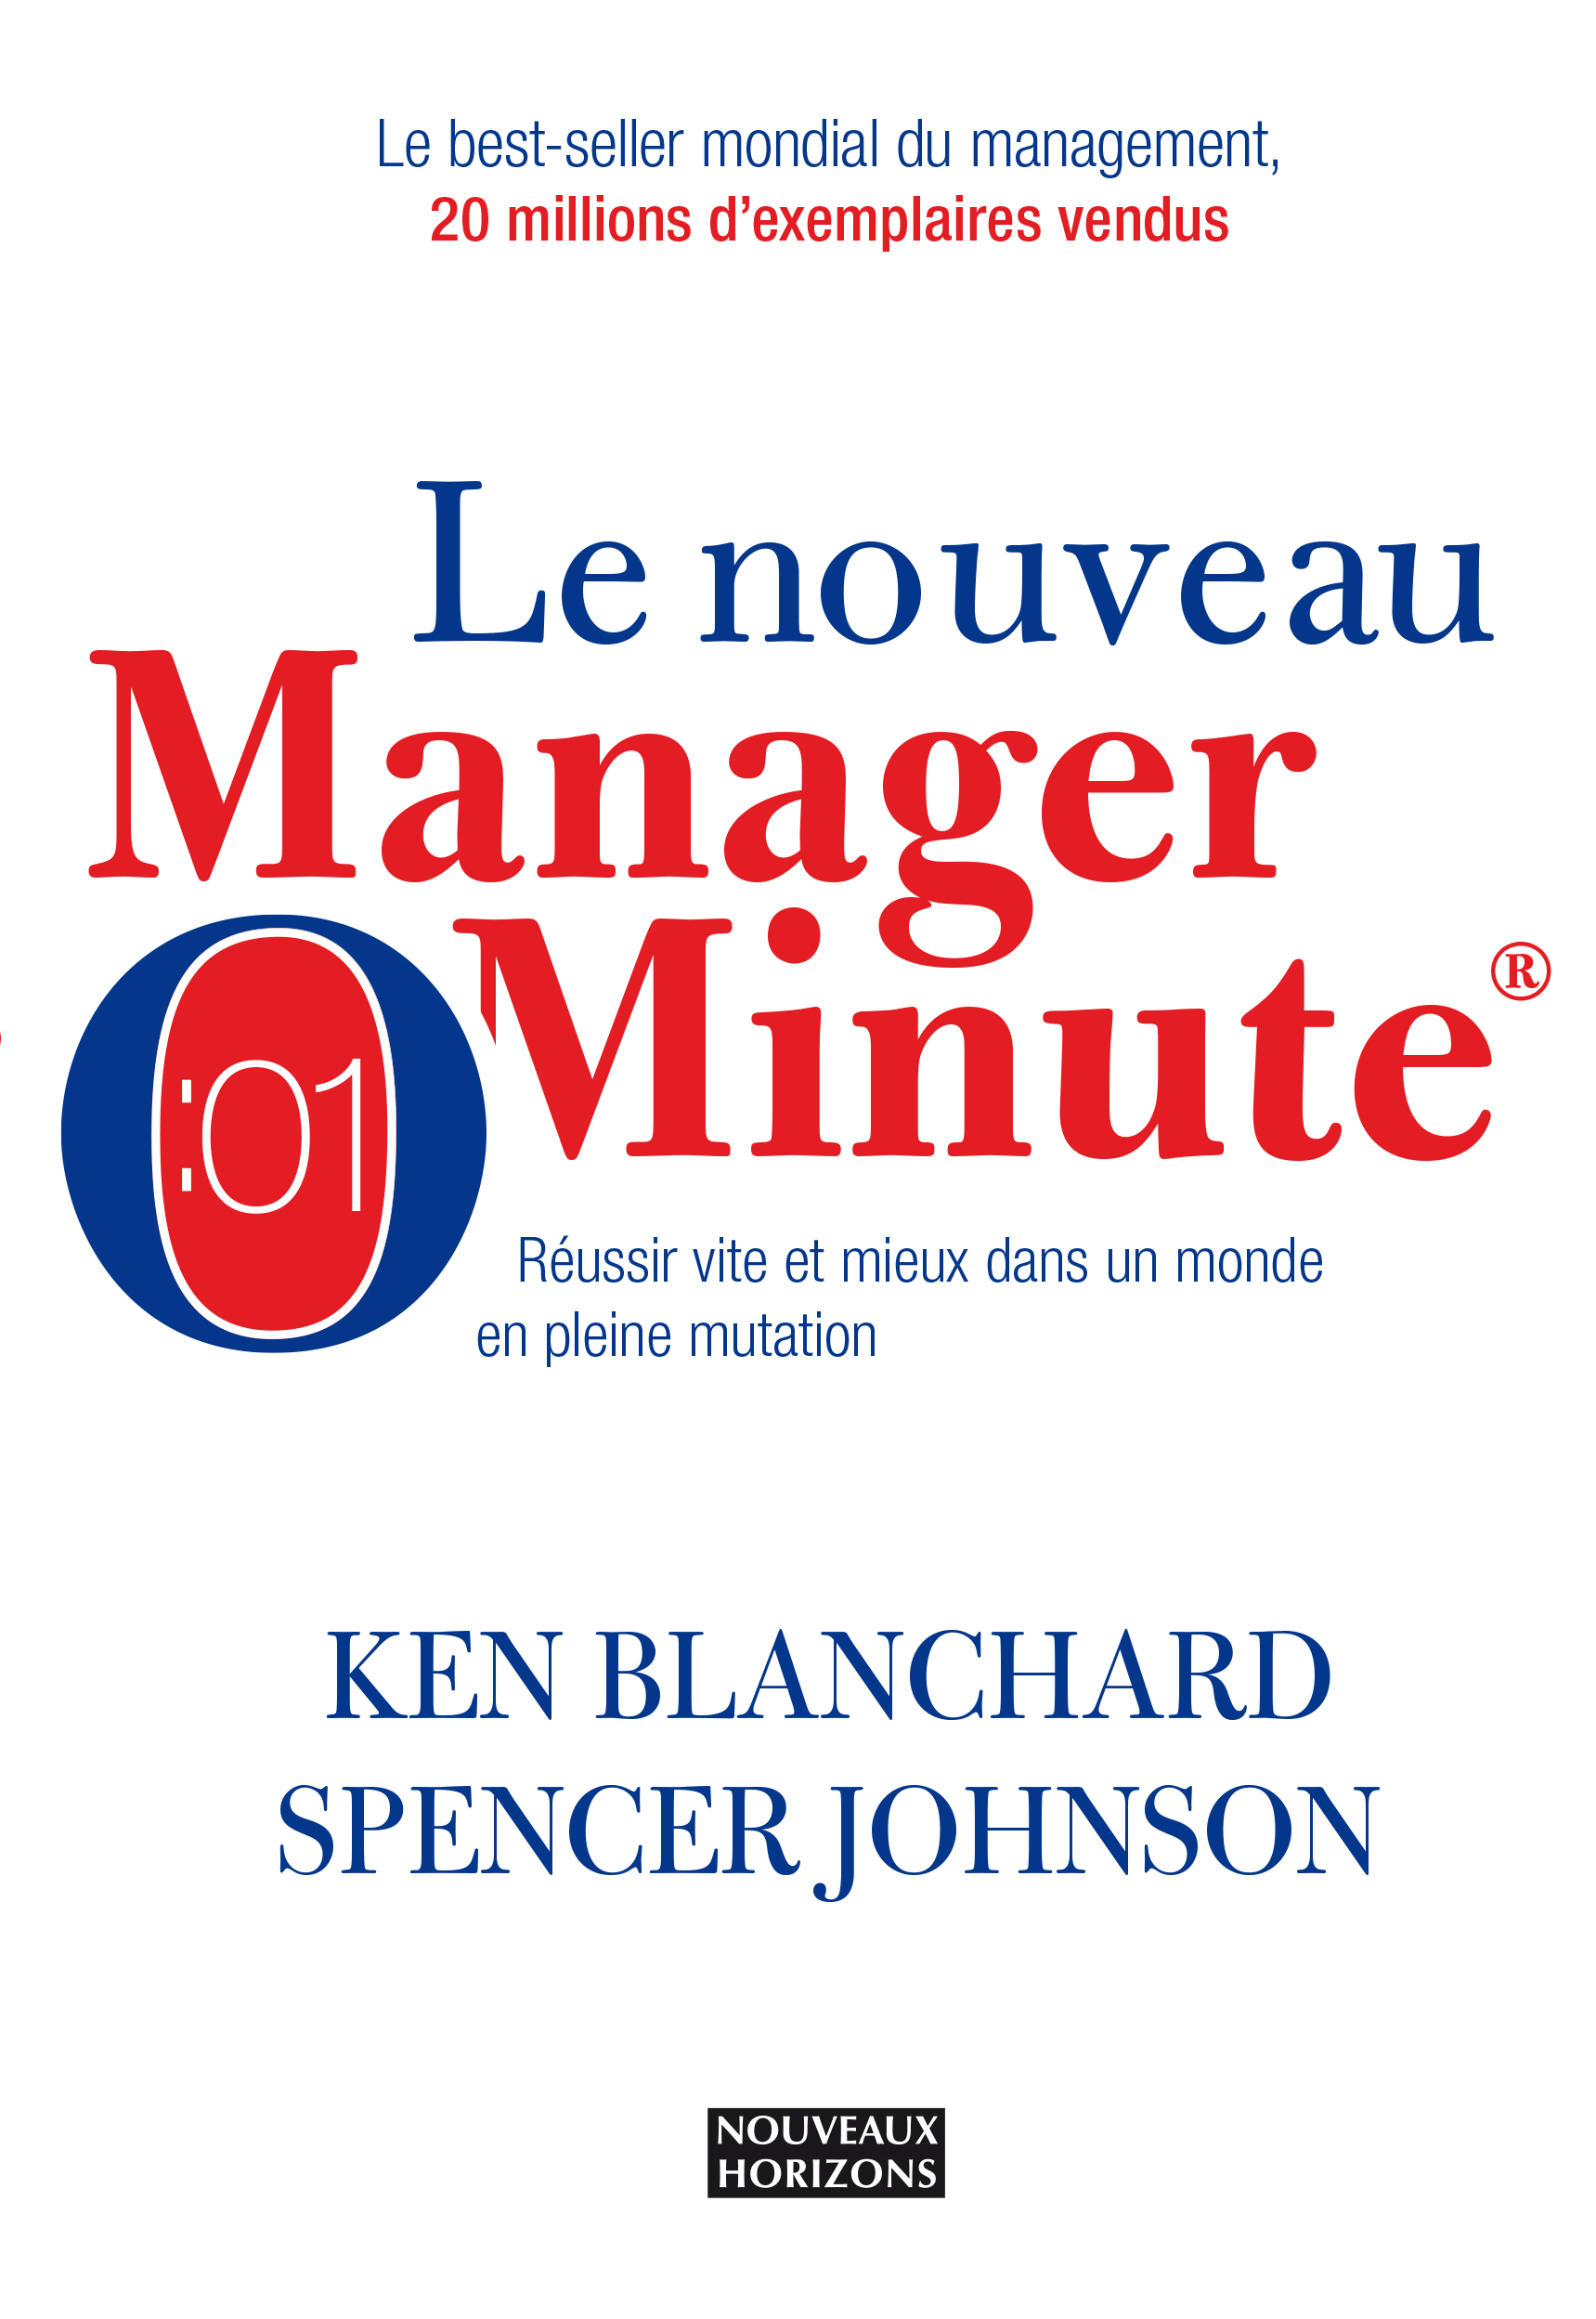 Le best-seller mondial du management,
20 millions d’exemplaires vendus
Le nouveau
Manager
Minute®
:01
Réussir vite et mieux dans un monde
en pleine mutation
KEN BLANCHARD
SPENCER JOHNSON
NOUVEAUX
HORIZONS